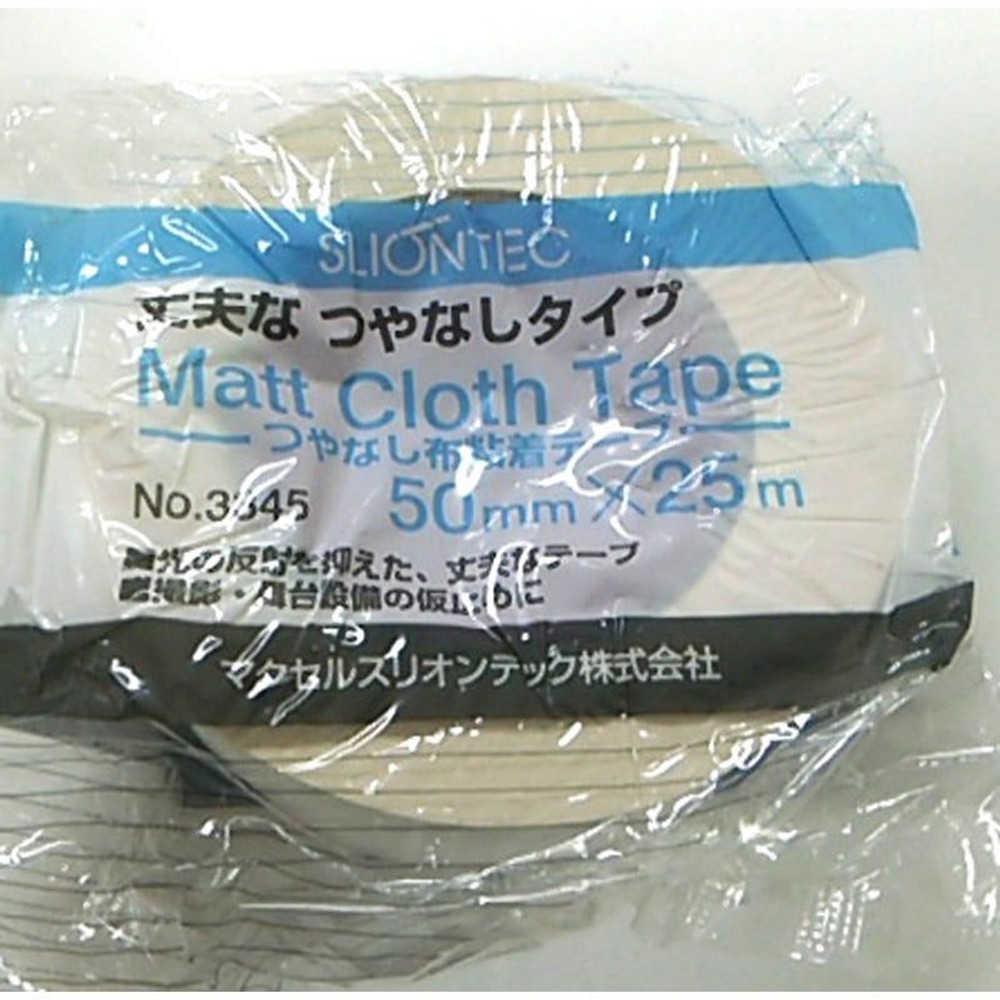 SLIONTEC
丈夫な つやなしタイプ
Matt Cloth Tape
つやなし布粘着テープ
No.3345
50mm×25m
■光の反射を抑えた、丈夫なテープ
■撮影・舞台設備の仮止めに
マクセルスリオンテック株式会社